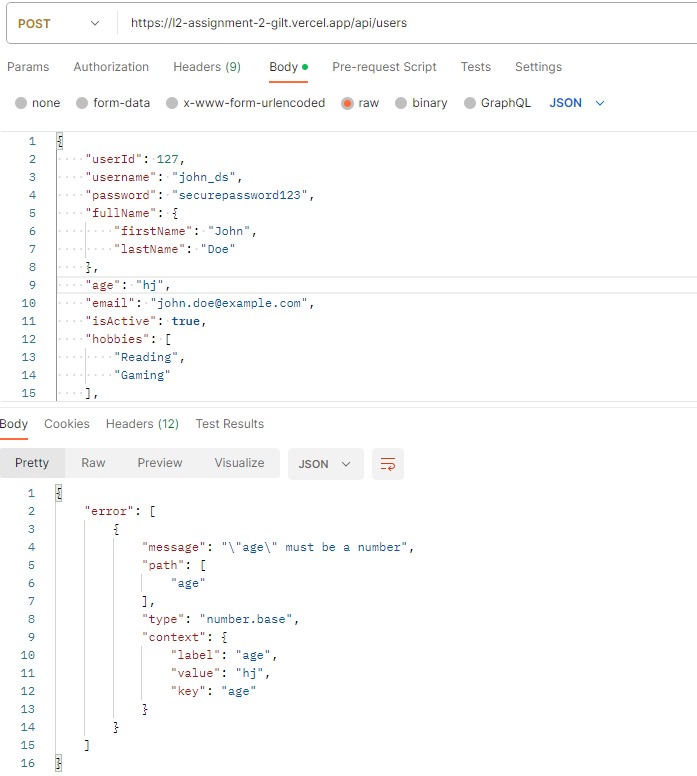 POST https://l2-assignment-2-gilt.vercel.app/api/users
Params Authorization Headers (9) Body Pre-request Script Tests Settings
none form-data x-www-form-urlencoded raw binary GraphQL JSON
1 {
2 "userId": 127,
3 "username": "john_ds",
4 "password": "securepassword123",
5 "fullName": {
6 "firstName": "John",
7 "lastName": "Doe"
8 },
9 "age": "hj",
10 "email": "john.doe@example.com",
11 "isActive": true,
12 "hobbies": [
13 "Reading",
14 "Gaming"
15 ],
Body Cookies Headers (12) Test Results
Pretty Raw Preview Visualize JSON
1 {
2 "error": [
3 {
4 "message": "\"age\" must be a number",
5 "path": [
6 "age"
7 ],
8 "type": "number.base",
9 "context": {
10 "label": "age",
11 "value": "hj",
12 "key": "age"
13 }
14 }
15 ]
16 }